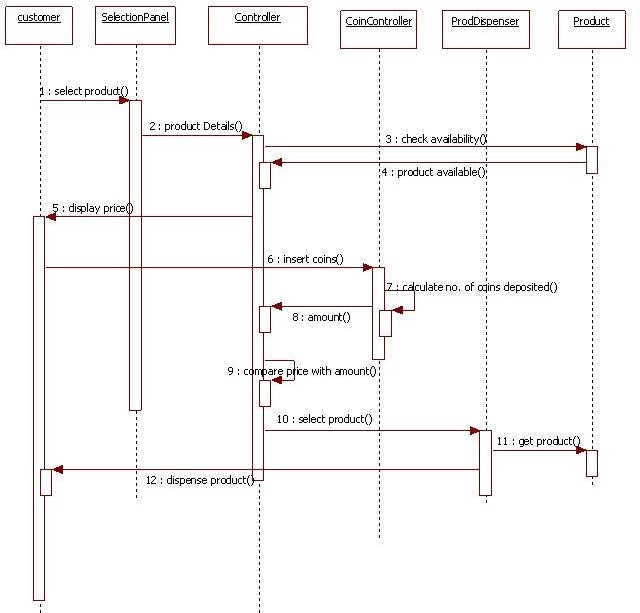 customer
SelectionPanel
Controller
CoinController
ProdDispenser
Product
1 : select product()
2 : product Details()
3 : check availability()
4 : product available()
5 : display price()
6 : insert coins()
7 : calculate no. of coins deposited()
8 : amount()
9 : compare price with amount()
10 : select product()
11 : get product()
12 : dispense product()